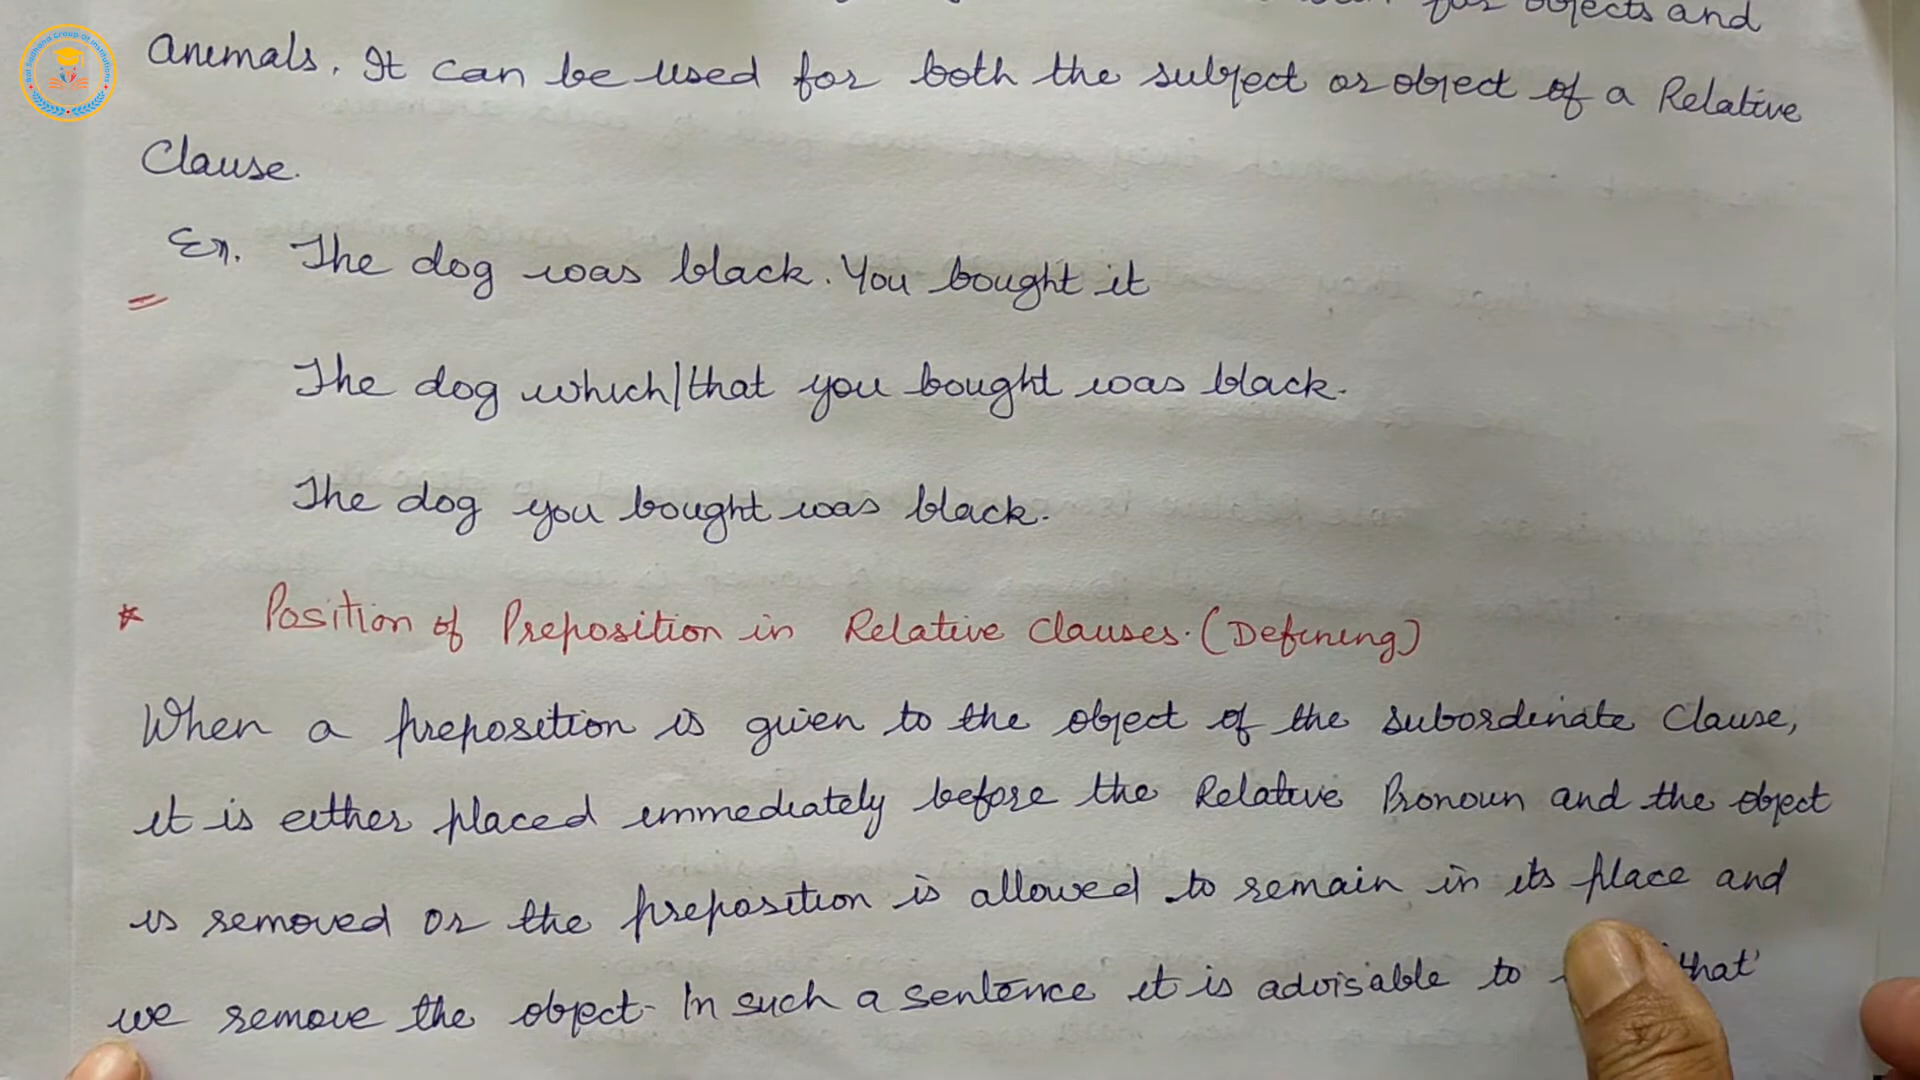 for objects and
animals. It can be used for both the subject or object of a Relative
Clause.
Ex. The dog was black. You bought it
The dog which/that you bought was black.
The dog you bought was black.
* Position of Preposition in Relative Clauses. (Defining)
When a preposition is given to the object of the subordinate clause,
it is either placed immediately before the Relative Pronoun and the object
is removed or the preposition is allowed to remain in its place and
we remove the object. In such a sentence it is advisable to that'